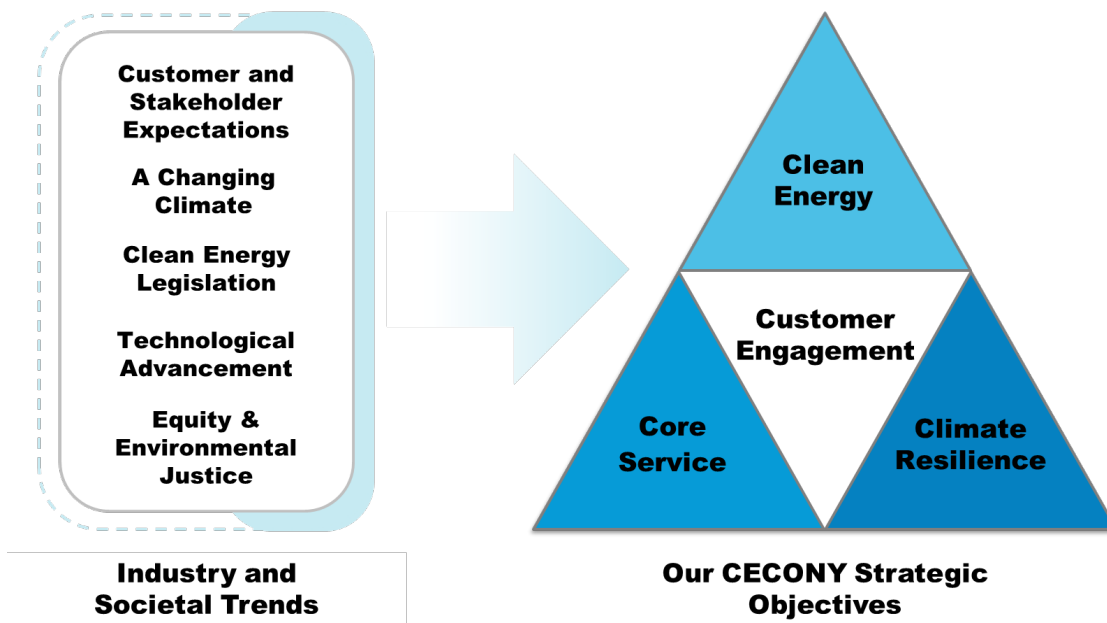 Customer and
Stakeholder
Expectations
A Changing
Climate
Clean Energy
Legislation
Technological
Advancement
Equity &
Environmental
Justice
Industry and
Societal Trends
Clean
Energy
Customer
Engagement
Core
Service
Climate
Resilience
Our CECONY Strategic
Objectives